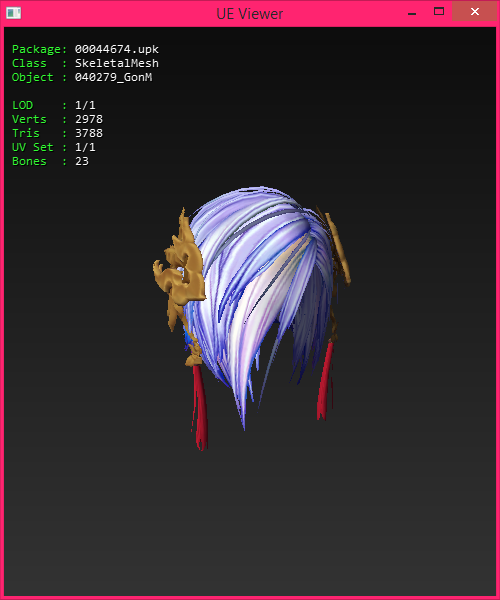 UE Viewer
Package: 00044674.upk
Class  : SkeletalMesh
Object : 040279_GonM
LOD    : 1/1
Verts  : 2978
Tris   : 3788
UV Set : 1/1
Bones  : 23